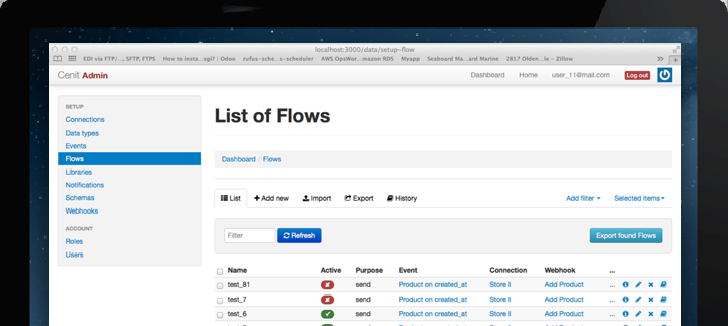 localhost:3000/data/setup~flow
EDI via FTP/..., SFTP, FTPS How to insta...sgi? | Odoo rufus-sche...s-scheduler AWS OpsWor...mazon RDS Myapp Seaboard Ma...ard Marine 2817 Olden...le - Zillow
Cenit Admin Dashboard Home user_11@mail.com Log out
SETUP
Connections
Data types
Events
Flows
Libraries
Notifications
Schemas
Webhooks
ACCOUNT
Roles
Users
List of Flows
Dashboard / Flows
List Add new Import Export History Add filter Selected items
Filter Refresh Export found Flows
Name Active Purpose Event Connection Webhook ...
test_81 send Product on created_at Store II Add Product ...
test_7 send Product on created_at Store II Add Product ...
test_6 send Product on created_at Store II Add Product ...